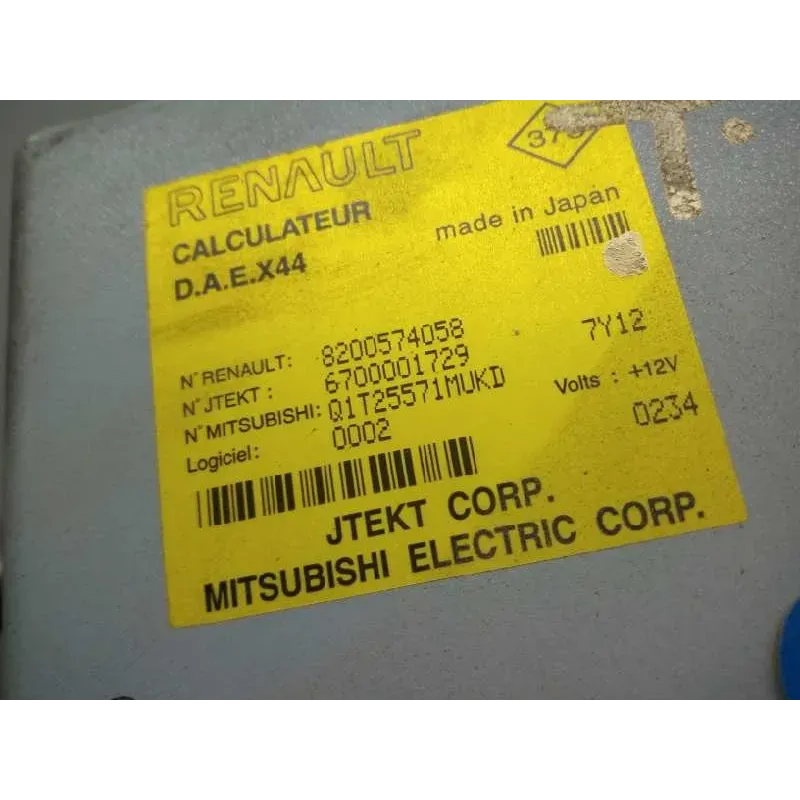 RENAULT
CALCULATEUR
D.A.E.X44
made in Japan
N° RENAULT: 8200574058 7Y12
N° JTEKT : 6700001729
N° MITSUBISHI: Q1T25571MUKD Volts : +12V
Logiciel: 0002 0234
JTEKT CORP.
MITSUBISHI ELECTRIC CORP.